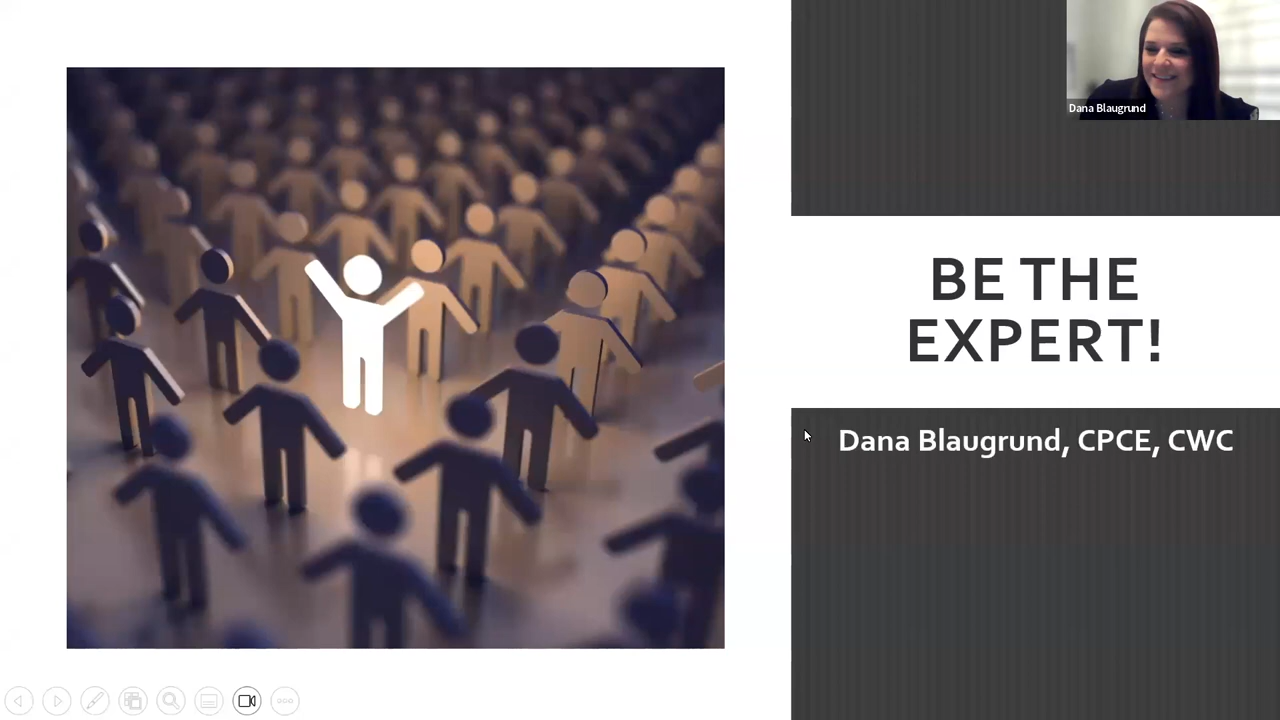 Dana Blaugrund
BE THE
EXPERT!
Dana Blaugrund, CPCE, CWC